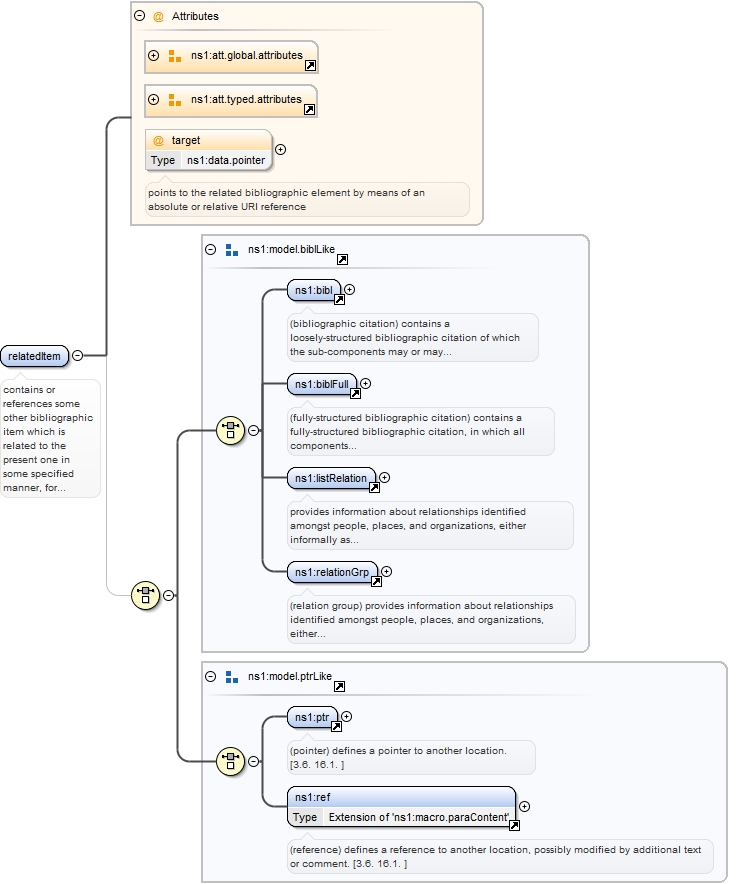 Attributes
ns1:att.global.attributes
ns1:att.typed.attributes
target
Type ns1:data.pointer
points to the related bibliographic element by means of an
absolute or relative URI reference
relatedItem
contains or
references some
other bibliographic
item which is
related to the
present one in
some specified
manner, for...
ns1:model.biblLike
ns1:bibl
(bibliographic citation) contains a
loosely-structured bibliographic citation of which
the sub-components may or may...
ns1:biblFull
(fully-structured bibliographic citation) contains a
fully-structured bibliographic citation, in which all
components...
ns1:listRelation
provides information about relationships identified
amongst people, places, and organizations, either
informally as...
ns1:relationGrp
(relation group) provides information about relationships
identified amongst people, places, and organizations,
either...
ns1:model.ptrLike
ns1:ptr
(pointer) defines a pointer to another location.
[3.6. 16.1. ]
ns1:ref
Type Extension of 'ns1:macro.paraContent'
(reference) defines a reference to another location, possibly modified by additional text
or comment. [3.6. 16.1. ]